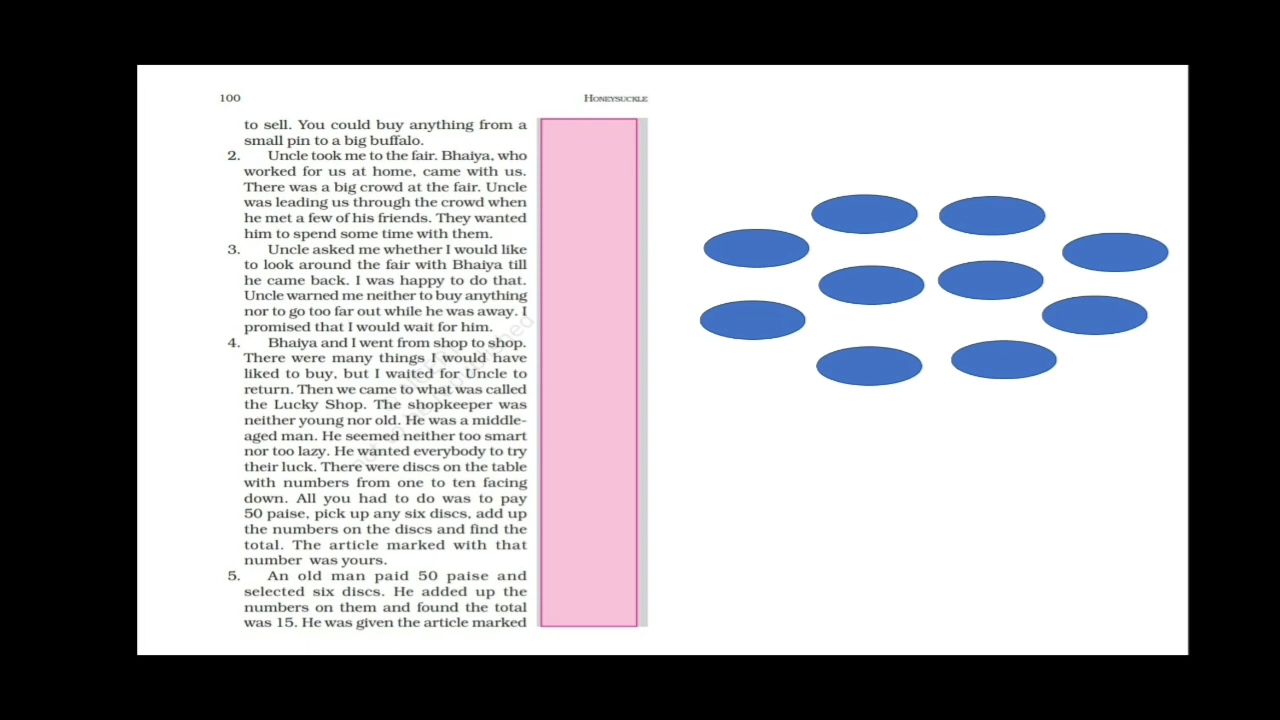 100
HONEYSUCKLE
to sell. You could buy anything from a
small pin to a big buffalo.
2. Uncle took me to the fair. Bhaiya, who
worked for us at home, came with us.
There was a big crowd at the fair. Uncle
was leading us through the crowd when
he met a few of his friends. They wanted
him to spend some time with them.
3. Uncle asked me whether I would like
to look around the fair with Bhaiya till
he came back. I was happy to do that.
Uncle warned me neither to buy anything
nor to go too far out while he was away. I
promised that I would wait for him.
4. Bhaiya and I went from shop to shop.
There were many things I would have
liked to buy, but I waited for Uncle to
return. Then we came to what was called
the Lucky Shop. The shopkeeper was
neither young nor old. He was a middle-
aged man. He seemed neither too smart
nor too lazy. He wanted everybody to try
their luck. There were discs on the table
with numbers from one to ten facing
down. All you had to do was to pay
50 paise, pick up any six discs, add up
the numbers on the discs and find the
total. The article marked with that
number was yours.
5. An old man paid 50 paise and
selected six discs. He added up the
numbers on them and found the total
was 15. He was given the article marked